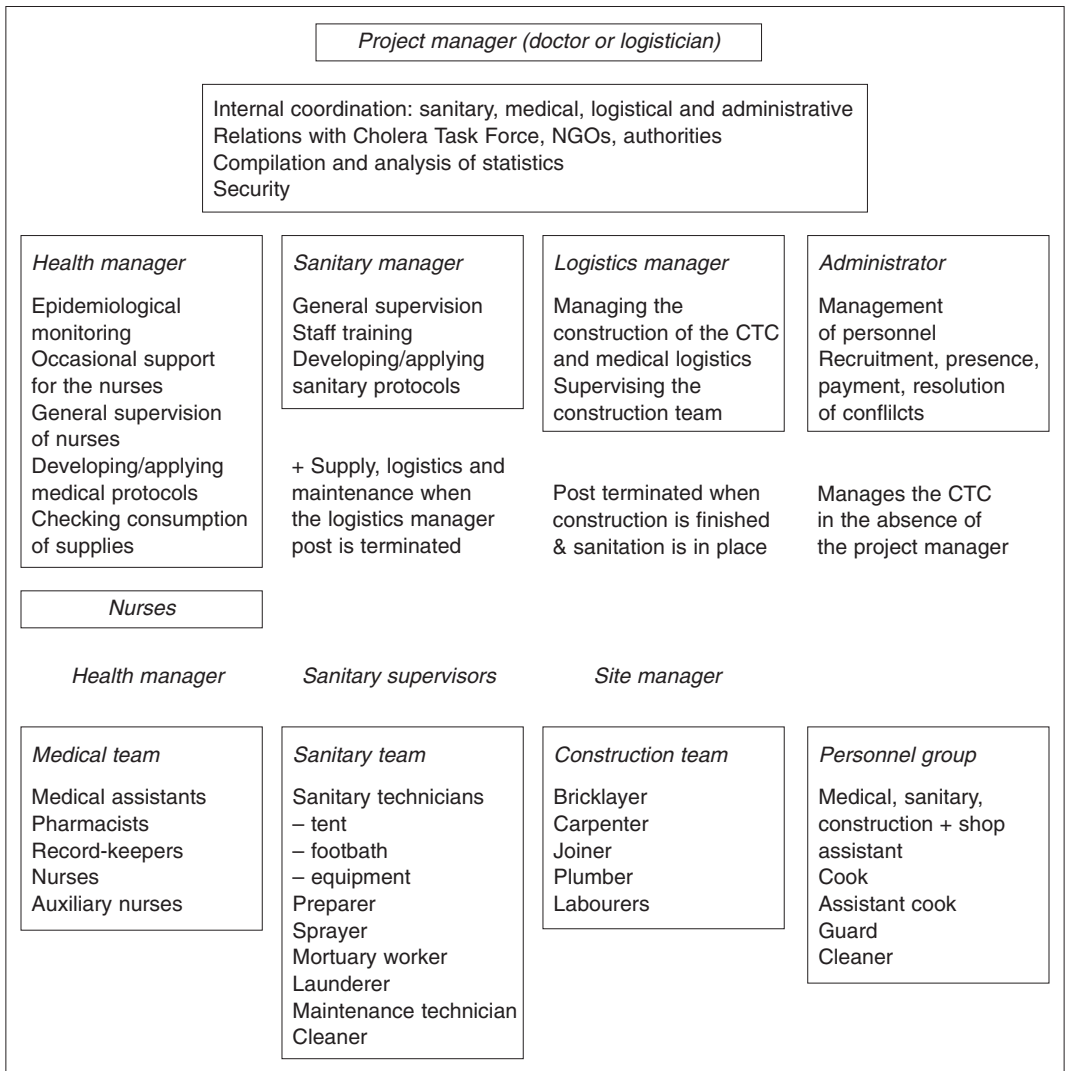 Project manager (doctor or logistician)
Internal coordination: sanitary, medical, logistical and administrative
Relations with Cholera Task Force, NGOs, authorities
Compilation and analysis of statistics
Security
Health manager
Epidemiological
monitoring
Occasional support
for the nurses
General supervision
of nurses
Developing/applying
medical protocols
Checking consumption
of supplies
Sanitary manager
General supervision
Staff training
Developing/applying
sanitary protocols
+ Supply, logistics and
maintenance when
the logistics manager
post is terminated
Logistics manager
Managing the
construction of the CTC
and medical logistics
Supervising the
construction team
Post terminated when
construction is finished
& sanitation is in place
Administrator
Management
of personnel
Recruitment, presence,
payment, resolution
of conflilcts
Manages the CTC
in the absence of
the project manager
Nurses
Health manager
Sanitary supervisors
Site manager
Medical team
Medical assistants
Pharmacists
Record-keepers
Nurses
Auxiliary nurses
Sanitary team
Sanitary technicians
– tent
– footbath
– equipment
Preparer
Sprayer
Mortuary worker
Launderer
Maintenance technician
Cleaner
Construction team
Bricklayer
Carpenter
Joiner
Plumber
Labourers
Personnel group
Medical, sanitary,
construction + shop
assistant
Cook
Assistant cook
Guard
Cleaner